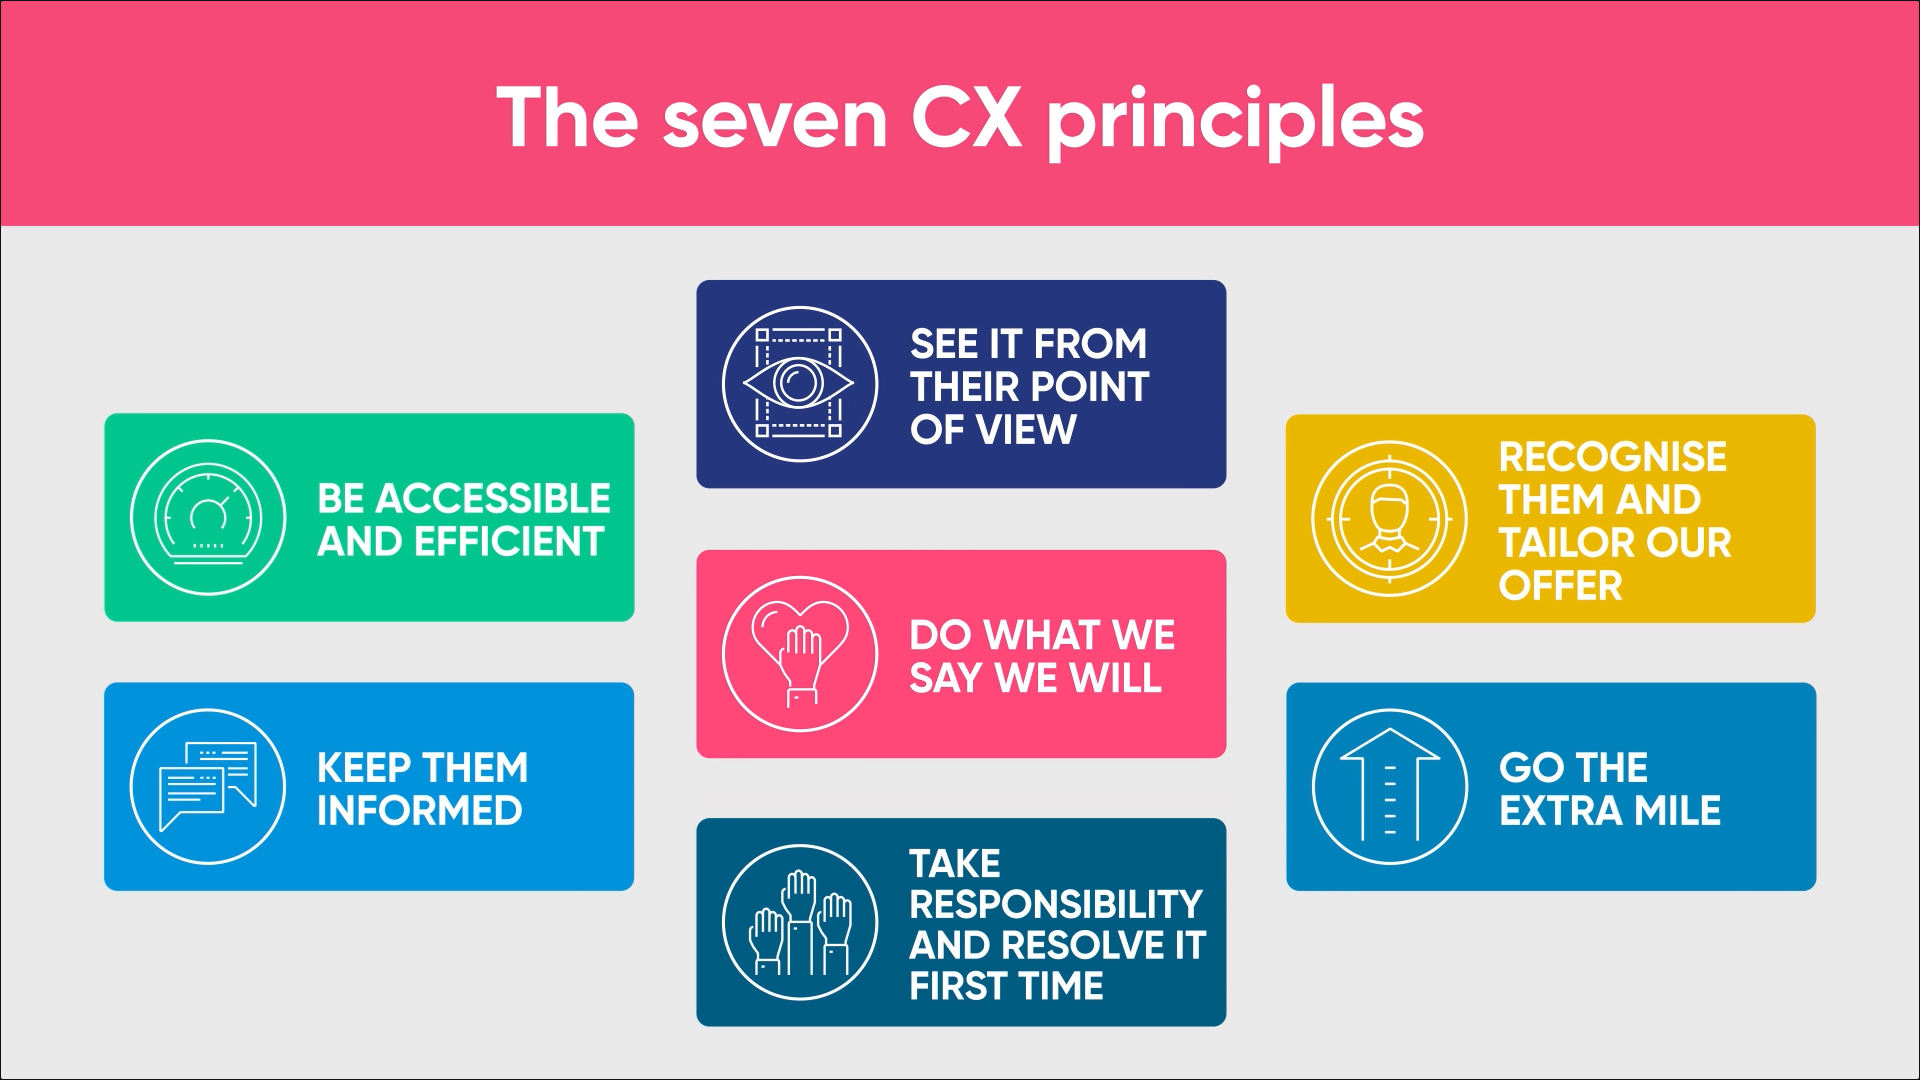 The seven CX principles
BE ACCESSIBLE
AND EFFICIENT
KEEP THEM
INFORMED
SEE IT FROM
THEIR POINT
OF VIEW
DO WHAT WE
SAY WE WILL
TAKE
RESPONSIBILITY
AND RESOLVE IT
FIRST TIME
RECOGNISE
THEM AND
TAILOR OUR
OFFER
GO THE
EXTRA MILE